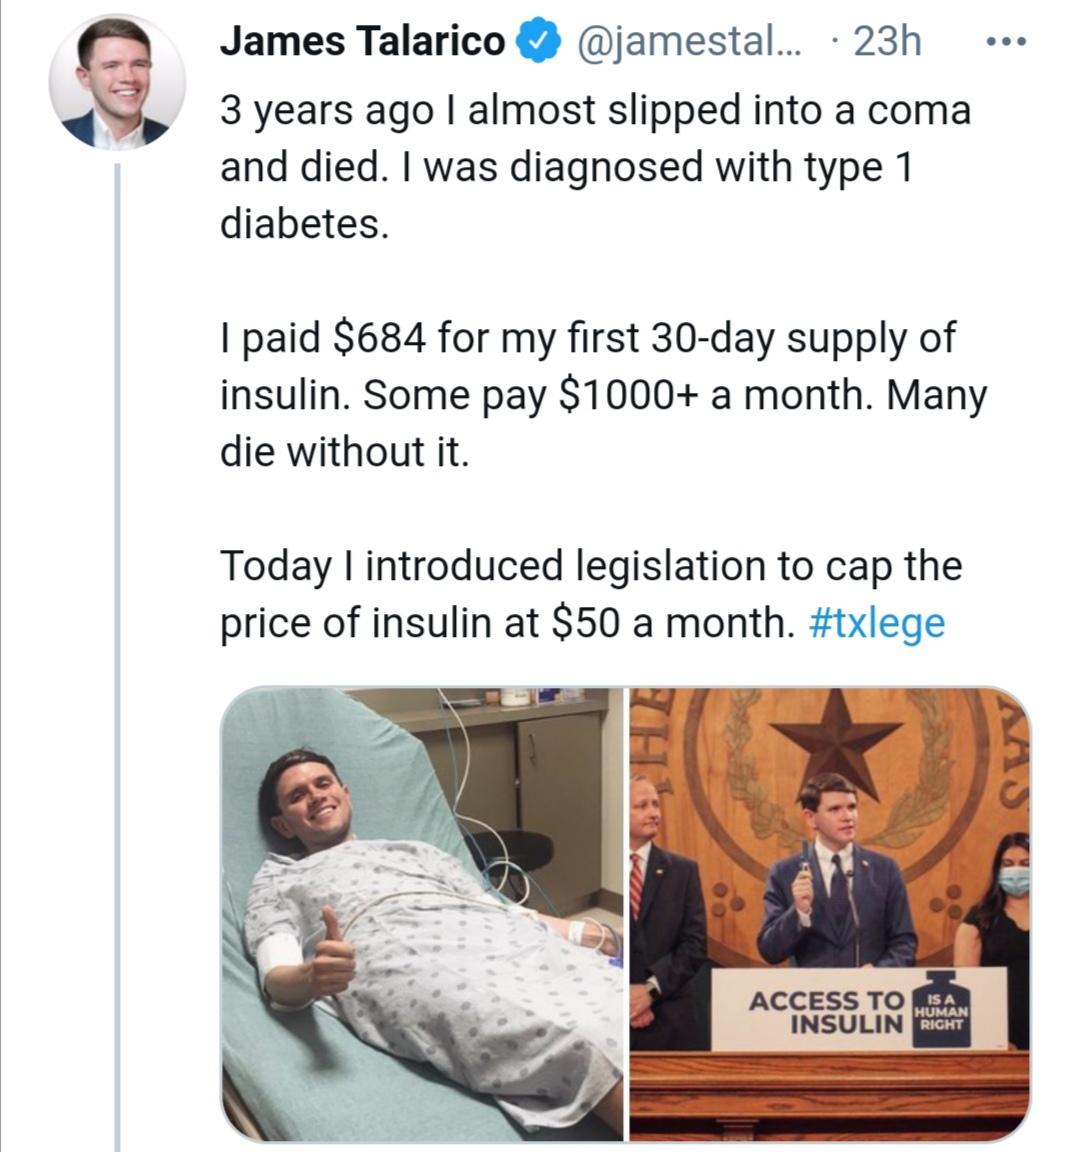 James Talarico @jamestal... · 23h
3 years ago I almost slipped into a coma
and died. I was diagnosed with type 1
diabetes.
I paid $684 for my first 30-day supply of
insulin. Some pay $1000+ a month. Many
die without it.
Today I introduced legislation to cap the
price of insulin at $50 a month. #txlege
THE
XAS
ACCESS TO
INSULIN
IS A
HUMAN
RIGHT